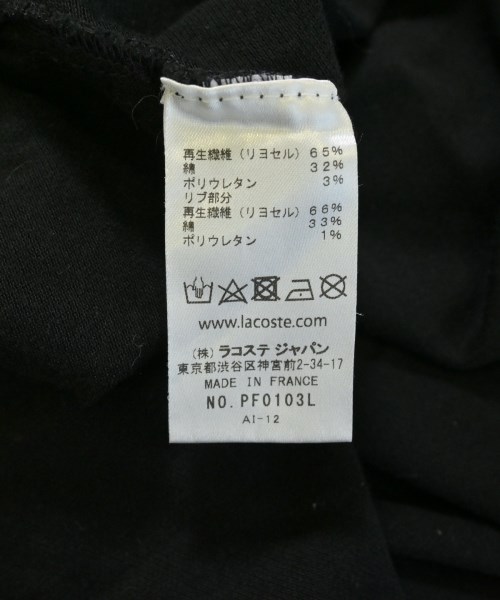 再生繊維（リヨセル）65%
綿 32%
ポリウレタン 3%
リブ部分
再生繊維（リヨセル）66%
綿 33%
ポリウレタン 1%
www.lacoste.com
（株）ラコステ ジャパン
東京都渋谷区神宮前2-34-17
MADE IN FRANCE
NO. PF0103L
AI-12